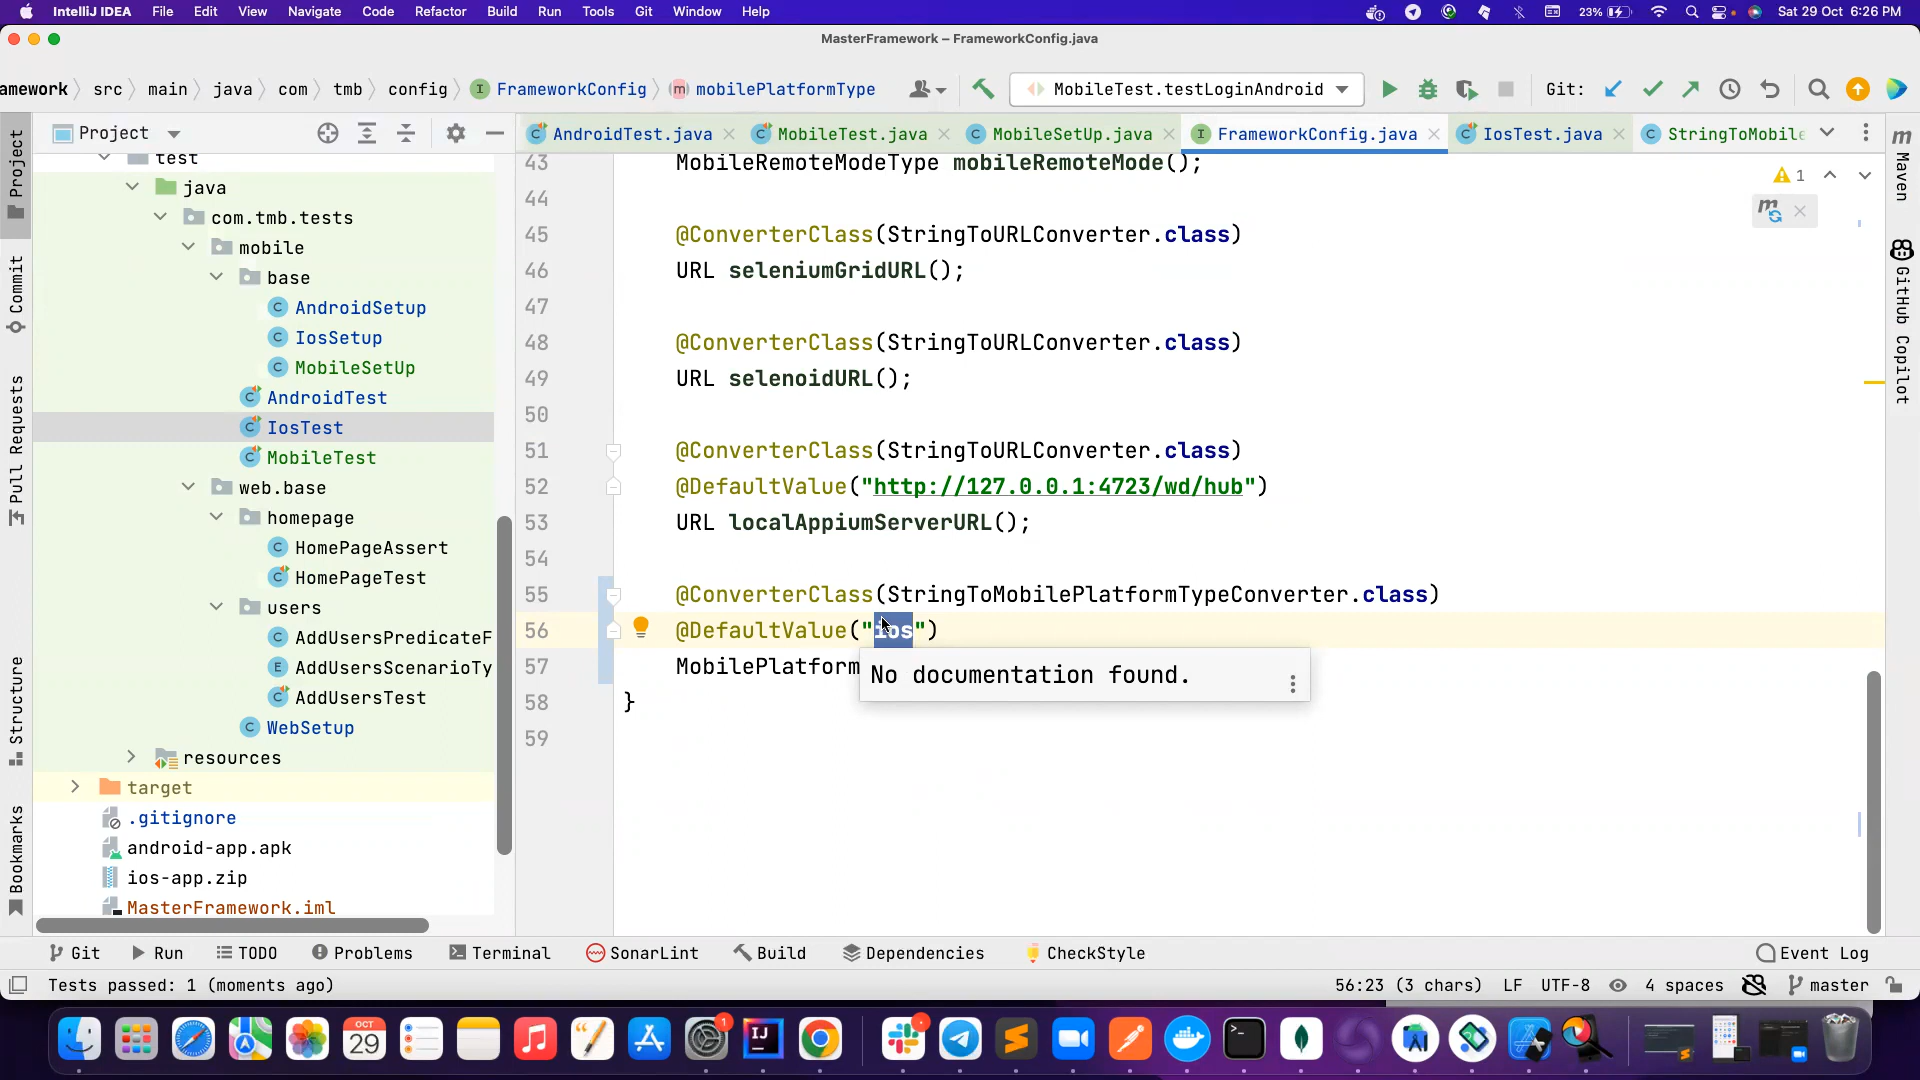 IntelliJ IDEA File Edit View Navigate Code Refactor Build Run Tools Git Window Help 23% Sat 29 Oct 6:26 PM
MasterFramework – FrameworkConfig.java
amework src main java com tmb config FrameworkConfig mobilePlatformType MobileTest.testLoginAndroid Git:
Project AndroidTest.java MobileTest.java MobileSetUp.java FrameworkConfig.java IosTest.java StringToMobile
test
java
com.tmb.tests
mobile
base
AndroidSetup
IosSetup
MobileSetUp
AndroidTest
IosTest
MobileTest
web.base
homepage
HomePageAssert
HomePageTest
users
AddUsersPredicateF
AddUsersScenarioTy
AddUsersTest
WebSetup
resources
target
.gitignore
android-app.apk
ios-app.zip
MasterFramework.iml
Project
Commit
Pull Requests
Structure
Bookmarks
43 MobileRemoteModeType mobileRemoteMode();
44
45 @ConverterClass(StringToURLConverter.class)
46 URL seleniumGridURL();
47
48 @ConverterClass(StringToURLConverter.class)
49 URL selenoidURL();
50
51 @ConverterClass(StringToURLConverter.class)
52 @DefaultValue("http://127.0.0.1:4723/wd/hub")
53 URL localAppiumServerURL();
54
55 @ConverterClass(StringToMobilePlatformTypeConverter.class)
56 @DefaultValue("ios")
57 MobilePlatform
58 }
59
No documentation found.
1
Maven
GitHub Copilot
Git Run TODO Problems Terminal SonarLint Build Dependencies CheckStyle Event Log
Tests passed: 1 (moments ago) 56:23 (3 chars) LF UTF-8 4 spaces master
OCT
29
1
IJ